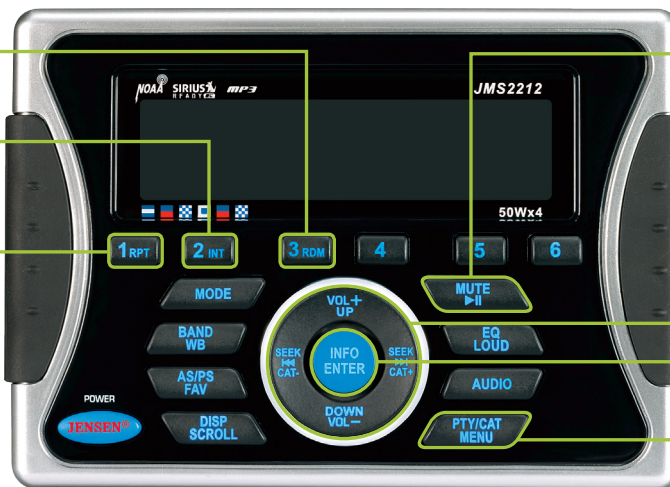 NOAA SIRIUS READY mp3 JMS2212
50Wx4
1 RPT 2 INT 3 RDM 4 5 6
MODE
VOL+
UP
MUTE
BAND
WB
EQ
LOUD
SEEK
CAT-
INFO
ENTER
SEEK
CAT+
AS/PS
FAV
AUDIO
POWER
JENSEN®
DISP
SCROLL
DOWN
VOL-
PTY/CAT
MENU